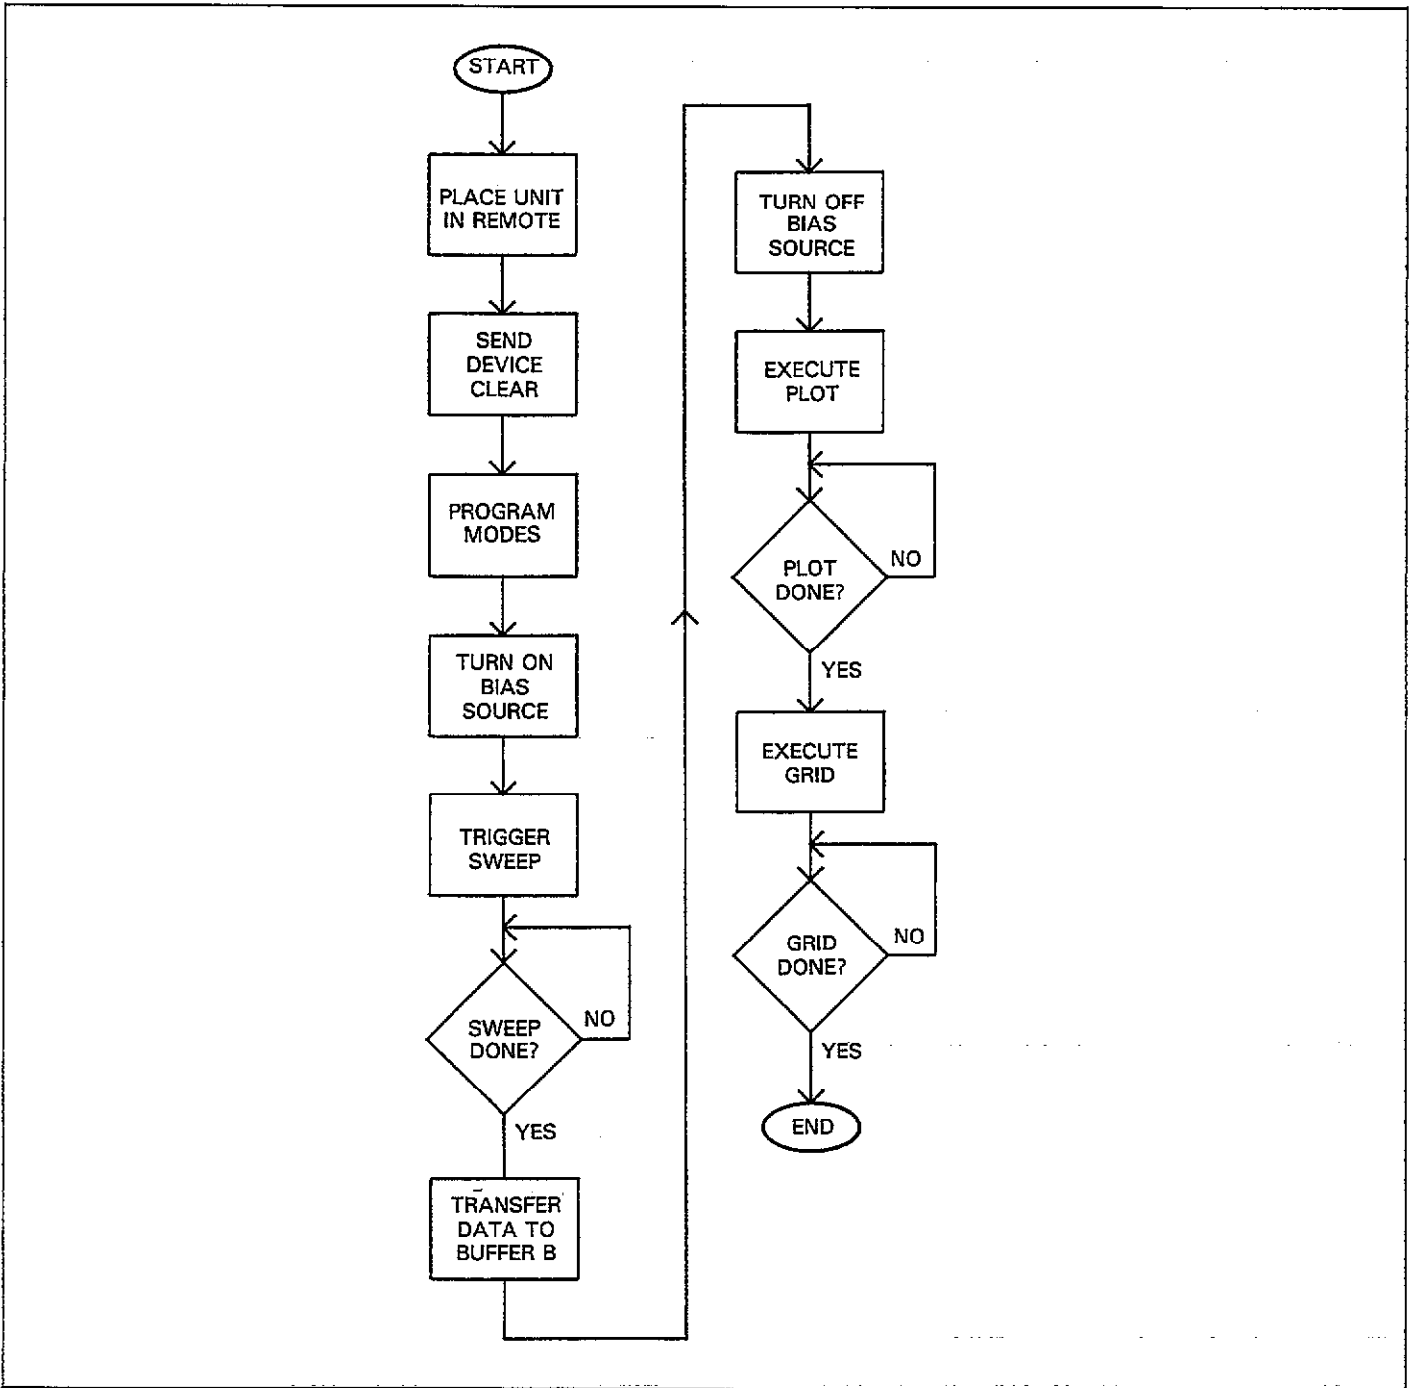 START
PLACE UNIT
IN REMOTE
SEND
DEVICE
CLEAR
PROGRAM
MODES
TURN ON
BIAS
SOURCE
TRIGGER
SWEEP
SWEEP
DONE?
NO
YES
TRANSFER
DATA TO
BUFFER B
TURN OFF
BIAS
SOURCE
EXECUTE
PLOT
PLOT
DONE?
NO
YES
EXECUTE
GRID
GRID
DONE?
NO
YES
END